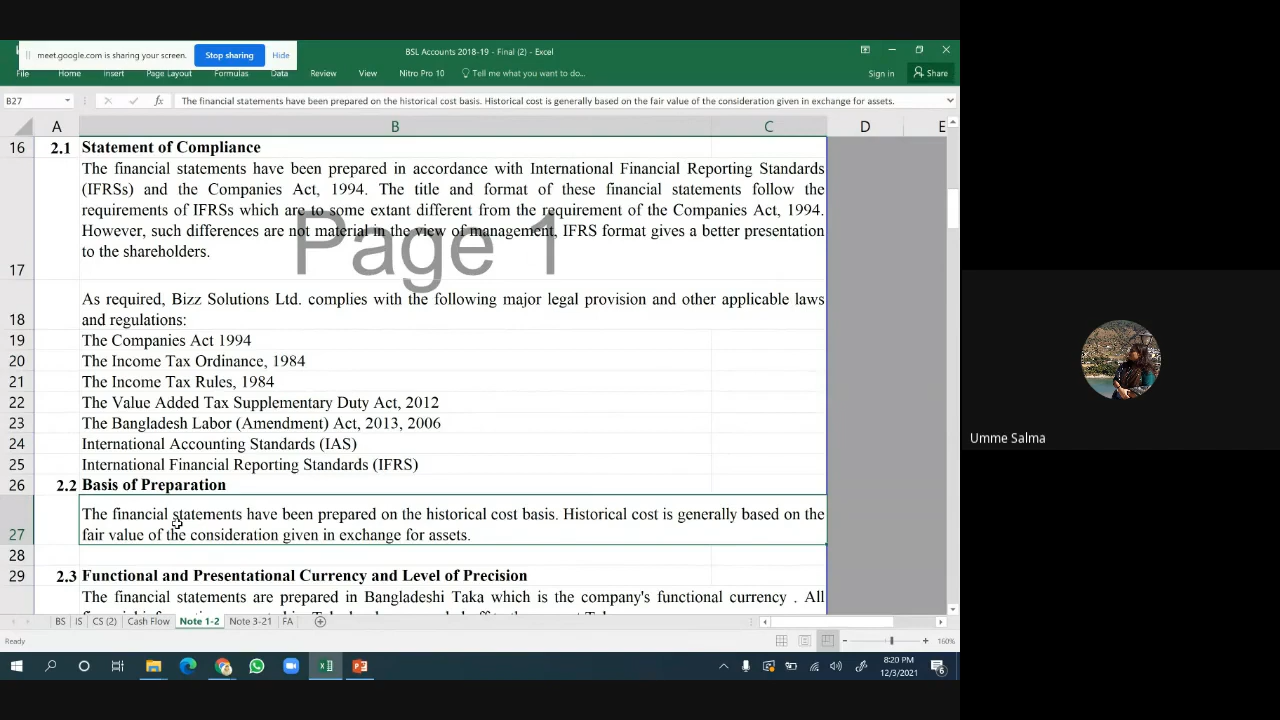 meet.google.com is sharing your screen.
Stop sharing
Hide
BSL Accounts 2018-19 - Final (2) - Excel
File Home Insert Page Layout Formulas Data Review View Nitro Pro 10 Tell me what you want to do...
Sign in Share
B27
fx The financial statements have been prepared on the historical cost basis. Historical cost is generally based on the fair value of the consideration given in exchange for assets.
A B C D E
16 2.1 Statement of Compliance
The financial statements have been prepared in accordance with International Financial Reporting Standards
(IFRSs) and the Companies Act, 1994. The title and format of these financial statements follow the
requirements of IFRSs which are to some extant different from the requirement of the Companies Act, 1994.
However, such differences are not material in the view of management, IFRS format gives a better presentation
to the shareholders.
Page 1
17
As required, Bizz Solutions Ltd. complies with the following major legal provision and other applicable laws
18 and regulations:
19 The Companies Act 1994
20 The Income Tax Ordinance, 1984
21 The Income Tax Rules, 1984
22 The Value Added Tax Supplementary Duty Act, 2012
23 The Bangladesh Labor (Amendment) Act, 2013, 2006
24 International Accounting Standards (IAS)
25 International Financial Reporting Standards (IFRS)
26 2.2 Basis of Preparation
The financial statements have been prepared on the historical cost basis. Historical cost is generally based on the
27 fair value of the consideration given in exchange for assets.
28
29 2.3 Functional and Presentational Currency and Level of Precision
The financial statements are prepared in Bangladeshi Taka which is the company's functional currency . All
BS IS CS (2) Cash Flow Note 1-2 Note 3-21 FA
Ready
160%
8:20 PM
12/3/2021
6
Umme Salma